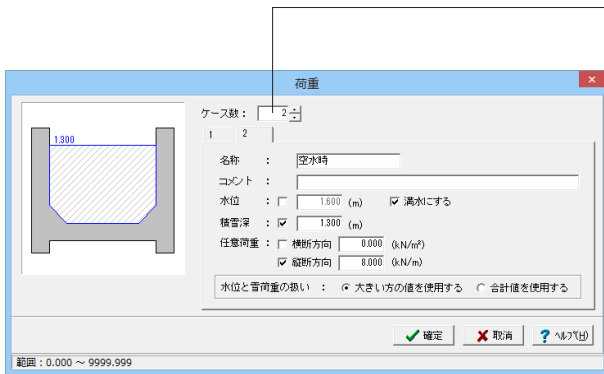 荷重
×
ケース数： 2
1 2
1.300
名称 ： 空水時
コメント ：
水位 ： 1.600 (m) 満水にする
積雪深 ： 1.300 (m)
任意荷重： 横断方向 0.000 (kN/m²)
縦断方向 8.000 (kN/m)
水位と雪荷重の扱い ： 大きい方の値を使用する 合計値を使用する
確定 取消 ? ヘルプ(H)
範囲：0.000 ～ 9999.999